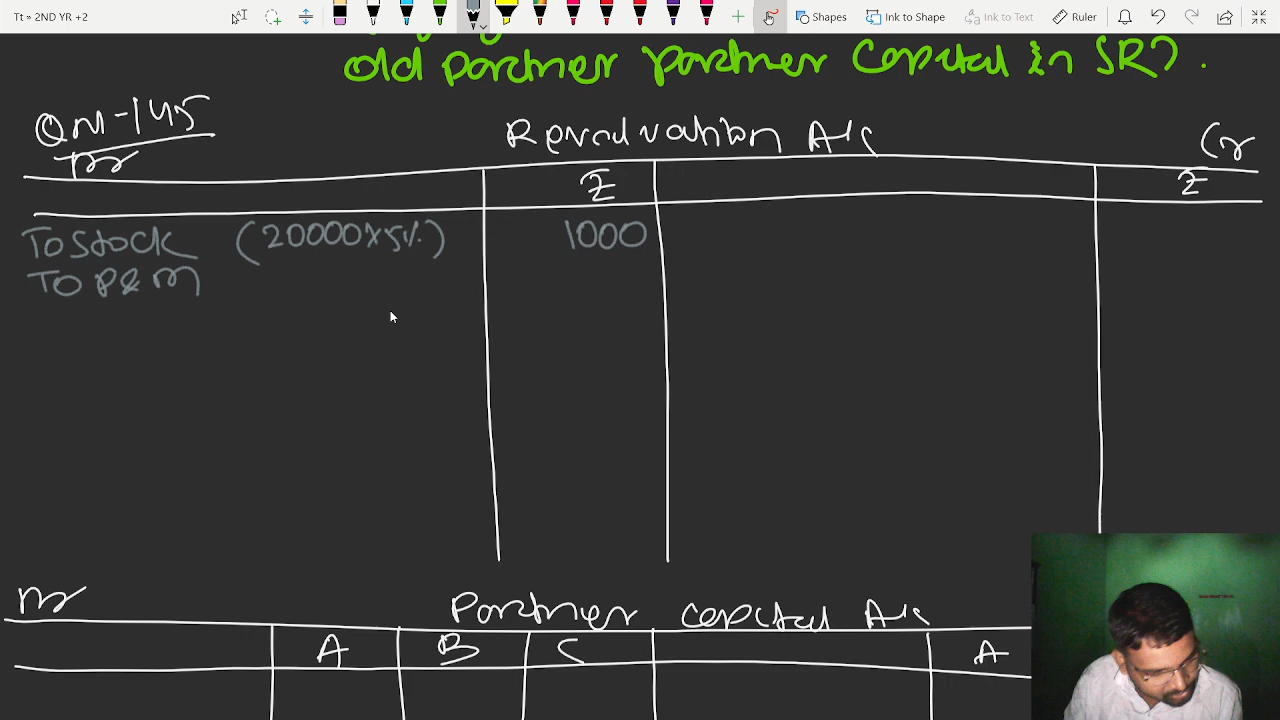 Tt » 2ND YR +2
Shapes Ink to Shape Ink to Text Ruler
old partner partner capital in SR) .
QN-145
Dr Revaluation A/c Cr
₹ ₹
To Stock (20000×5%) 1000
To P&M
Dr Partner capital A/c
A B C A